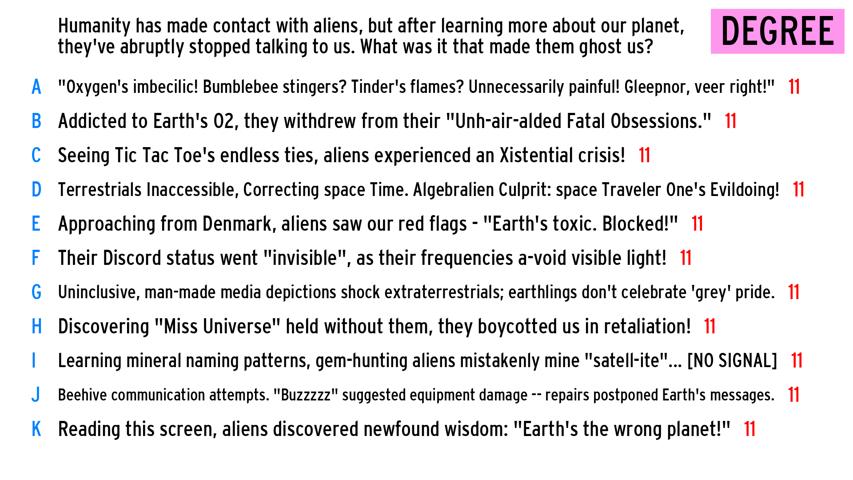 Humanity has made contact with aliens, but after learning more about our planet,
they've abruptly stopped talking to us. What was it that made them ghost us?
DEGREE
A "Oxygen's imbecilic! Bumblebee stingers? Tinder's flames? Unnecessarily painful! Gleepnor, veer right!" 11
B Addicted to Earth's O2, they withdrew from their "Unh-air-alded Fatal Obsessions." 11
C Seeing Tic Tac Toe's endless ties, aliens experienced an Xistential crisis! 11
D Terrestrials Inaccessible, Correcting space Time. Algebralien Culprit: space Traveler One's Evildoing! 11
E Approaching from Denmark, aliens saw our red flags - "Earth's toxic. Blocked!" 11
F Their Discord status went "invisible", as their frequencies a-void visible light! 11
G Uninclusive, man-made media depictions shock extraterrestrials; earthlings don't celebrate 'grey' pride. 11
H Discovering "Miss Universe" held without them, they boycotted us in retaliation! 11
I Learning mineral naming patterns, gem-hunting aliens mistakenly mine "satell-ite"... [NO SIGNAL] 11
J Beehive communication attempts. "Buzzzzz" suggested equipment damage -- repairs postponed Earth's messages. 11
K Reading this screen, aliens discovered newfound wisdom: "Earth's the wrong planet!" 11